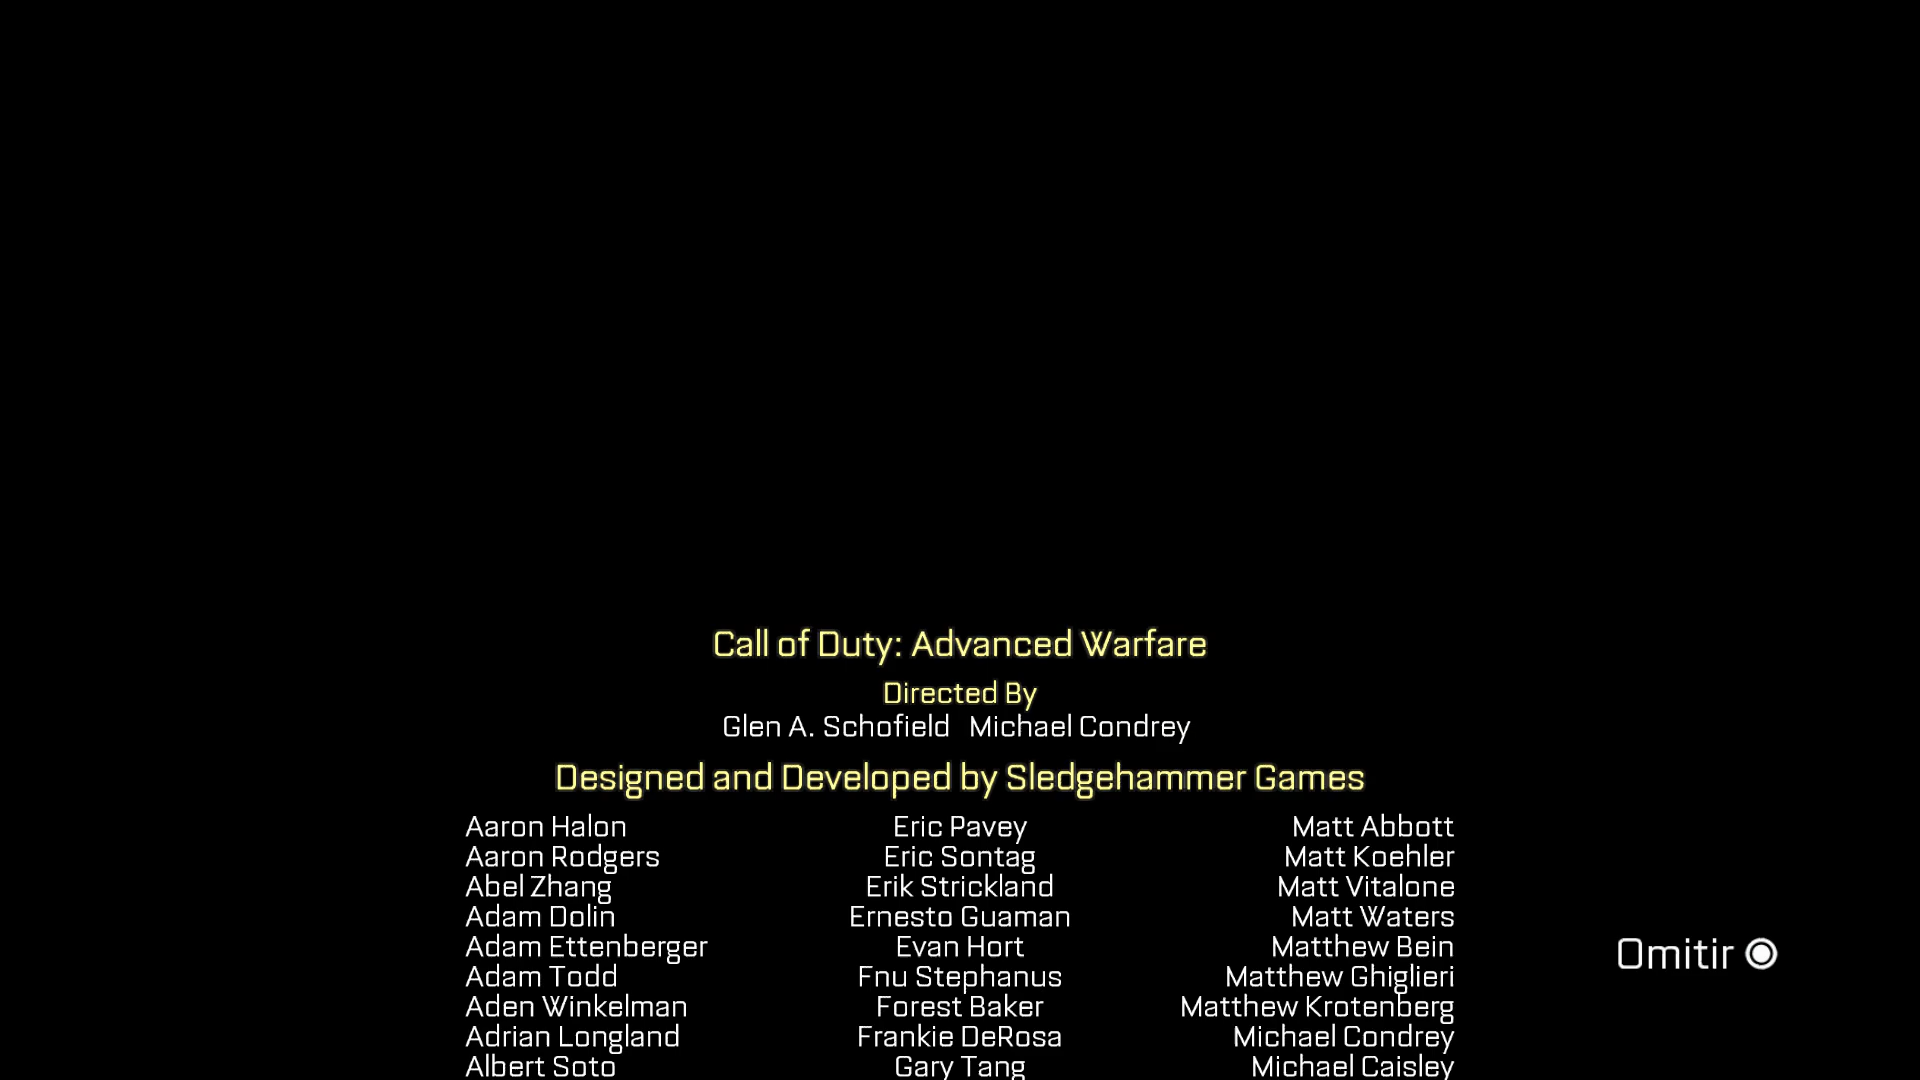 Call of Duty: Advanced Warfare
Directed By
Glen A. Schofield Michael Condrey
Designed and Developed by Sledgehammer Games
Aaron Halon Eric Pavey Matt Abbott
Aaron Rodgers Eric Sontag Matt Koehler
Abel Zhang Erik Strickland Matt Vitalone
Adam Dolin Ernesto Guaman Matt Waters
Adam Ettenberger Evan Hort Matthew Bein
Omitir
Adam Todd Fnu Stephanus Matthew Ghiglieri
Aden Winkelman Forest Baker Matthew Krotenberg
Adrian Longland Frankie DeRosa Michael Condrey
Albert Soto Gary Tang Michael Caisley